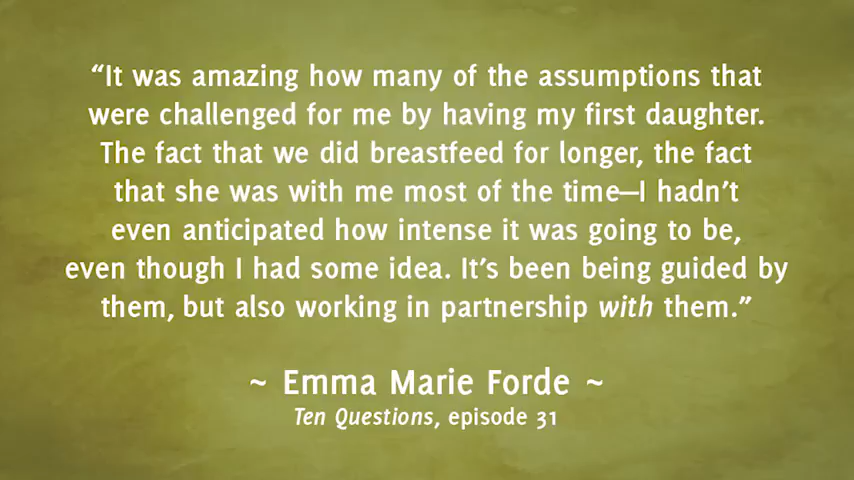 “It was amazing how many of the assumptions that
were challenged for me by having my first daughter.
The fact that we did breastfeed for longer, the fact
that she was with me most of the time—I hadn’t
even anticipated how intense it was going to be,
even though I had some idea. It’s been being guided by
them, but also working in partnership with them.”
~ Emma Marie Forde ~
Ten Questions, episode 31